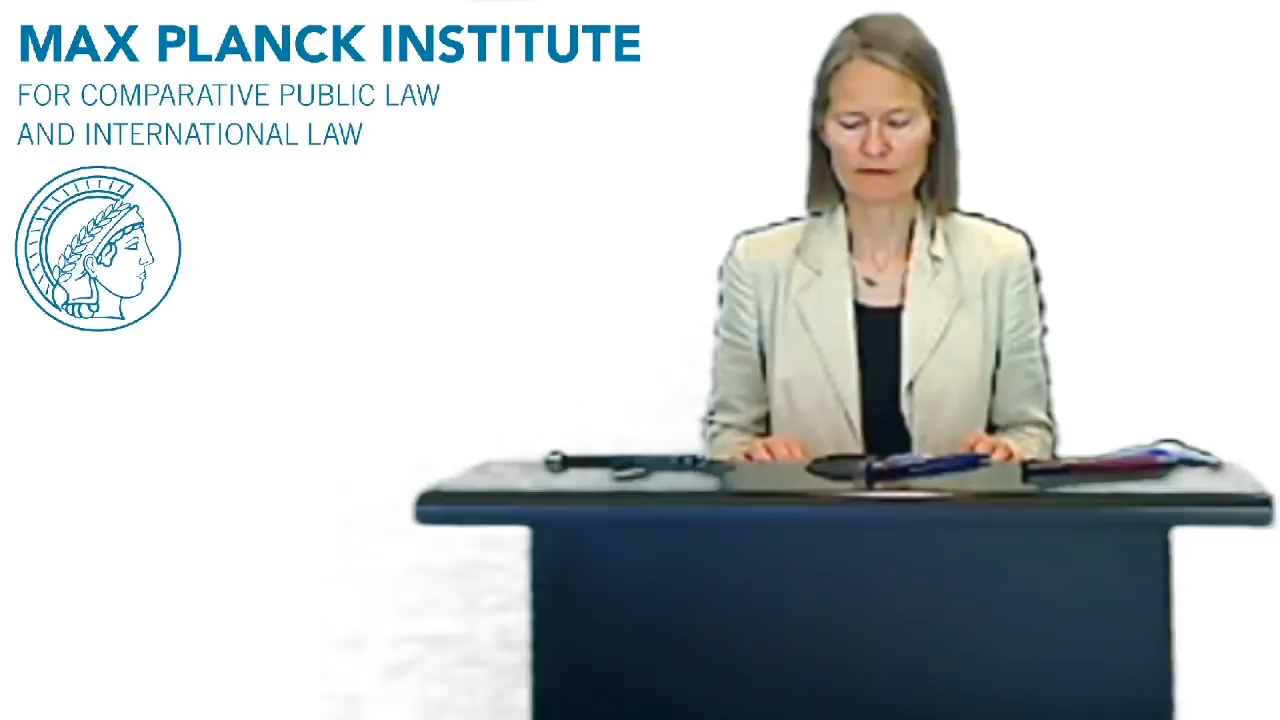 MAX PLANCK INSTITUTE
FOR COMPARATIVE PUBLIC LAW
AND INTERNATIONAL LAW